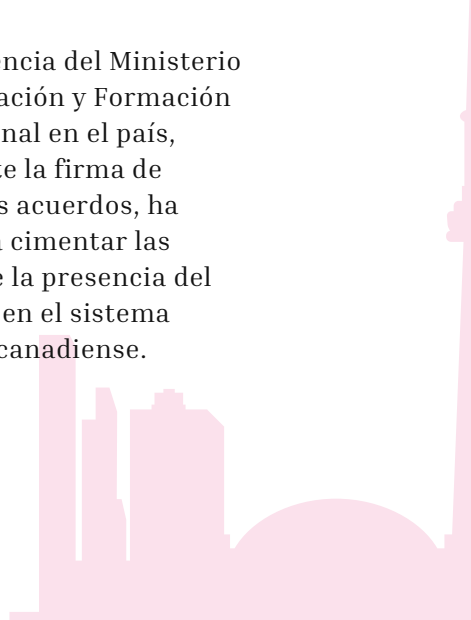 encia del Ministerio
ación y Formación
nal en el país,
te la firma de
s acuerdos, ha
cimentar las
e la presencia del
en el sistema
canadiense.